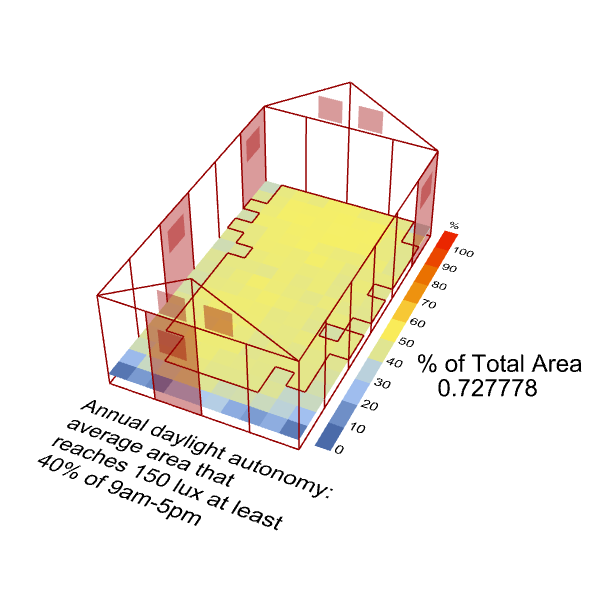 %
100
90
80
70
60
50
40
30
20
10
0
% of Total Area
0.727778
Annual daylight autonomy:
average area that
reaches 150 lux at least
40% of 9am-5pm